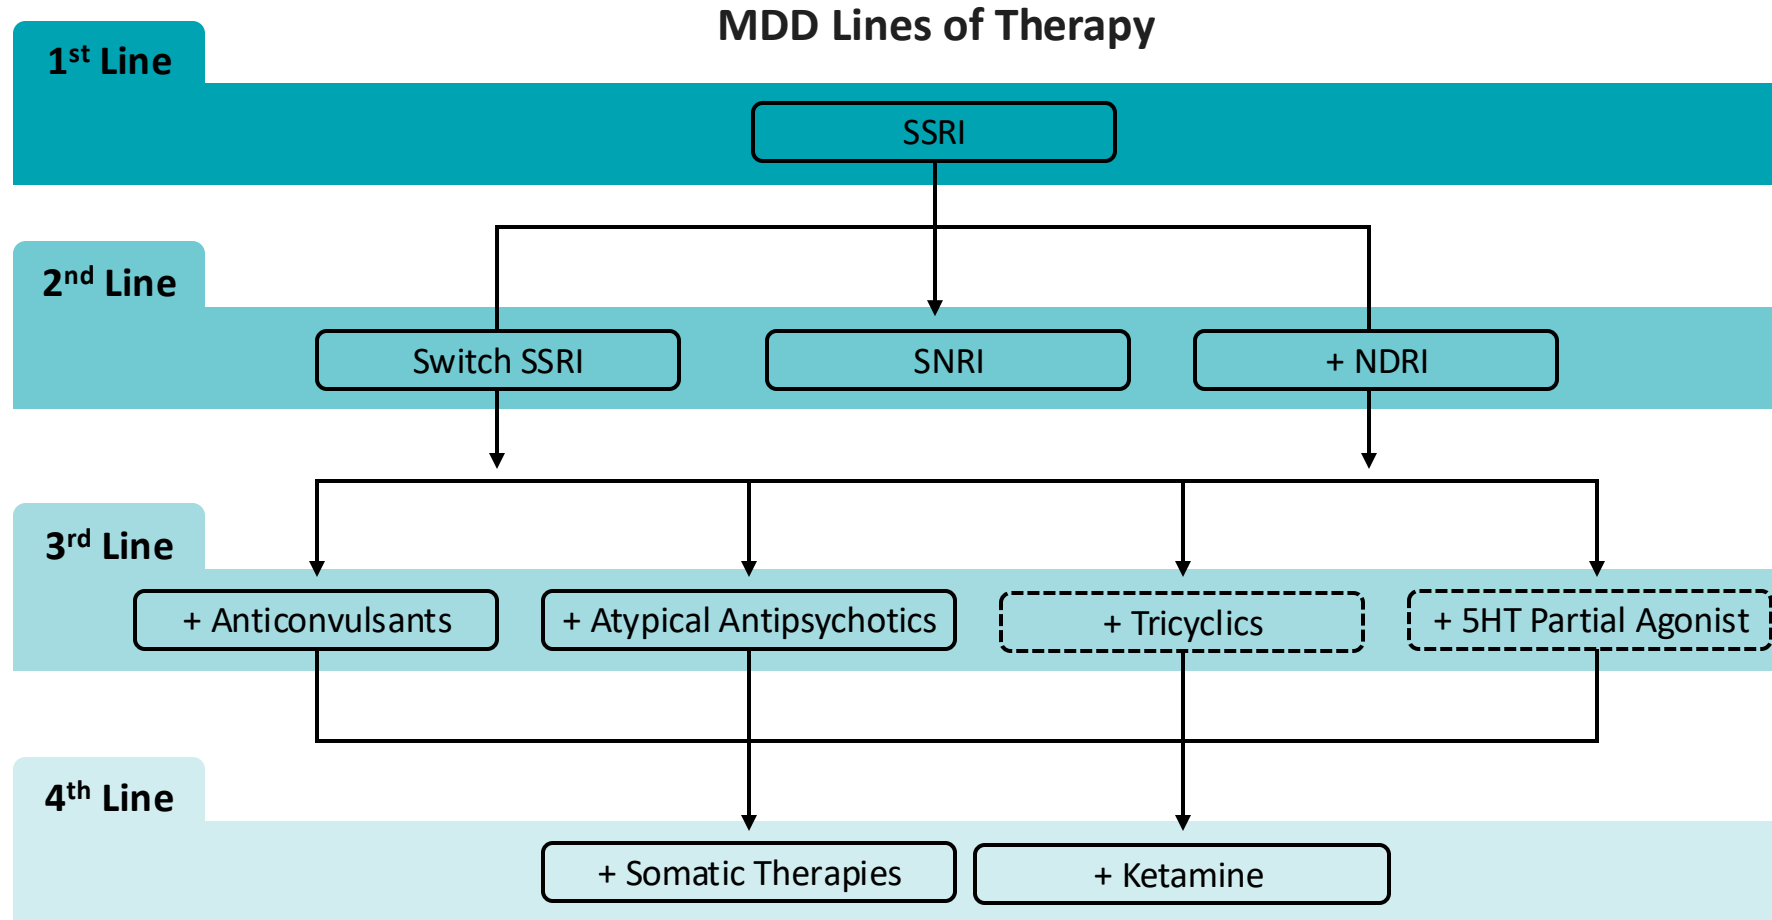 MDD Lines of Therapy
1st Line
SSRI
2nd Line
Switch SSRI
SNRI
+ NDRI
3rd Line
+ Anticonvulsants
+ Atypical Antipsychotics
+ Tricyclics
+ 5HT Partial Agonist
4th Line
+ Somatic Therapies
+ Ketamine